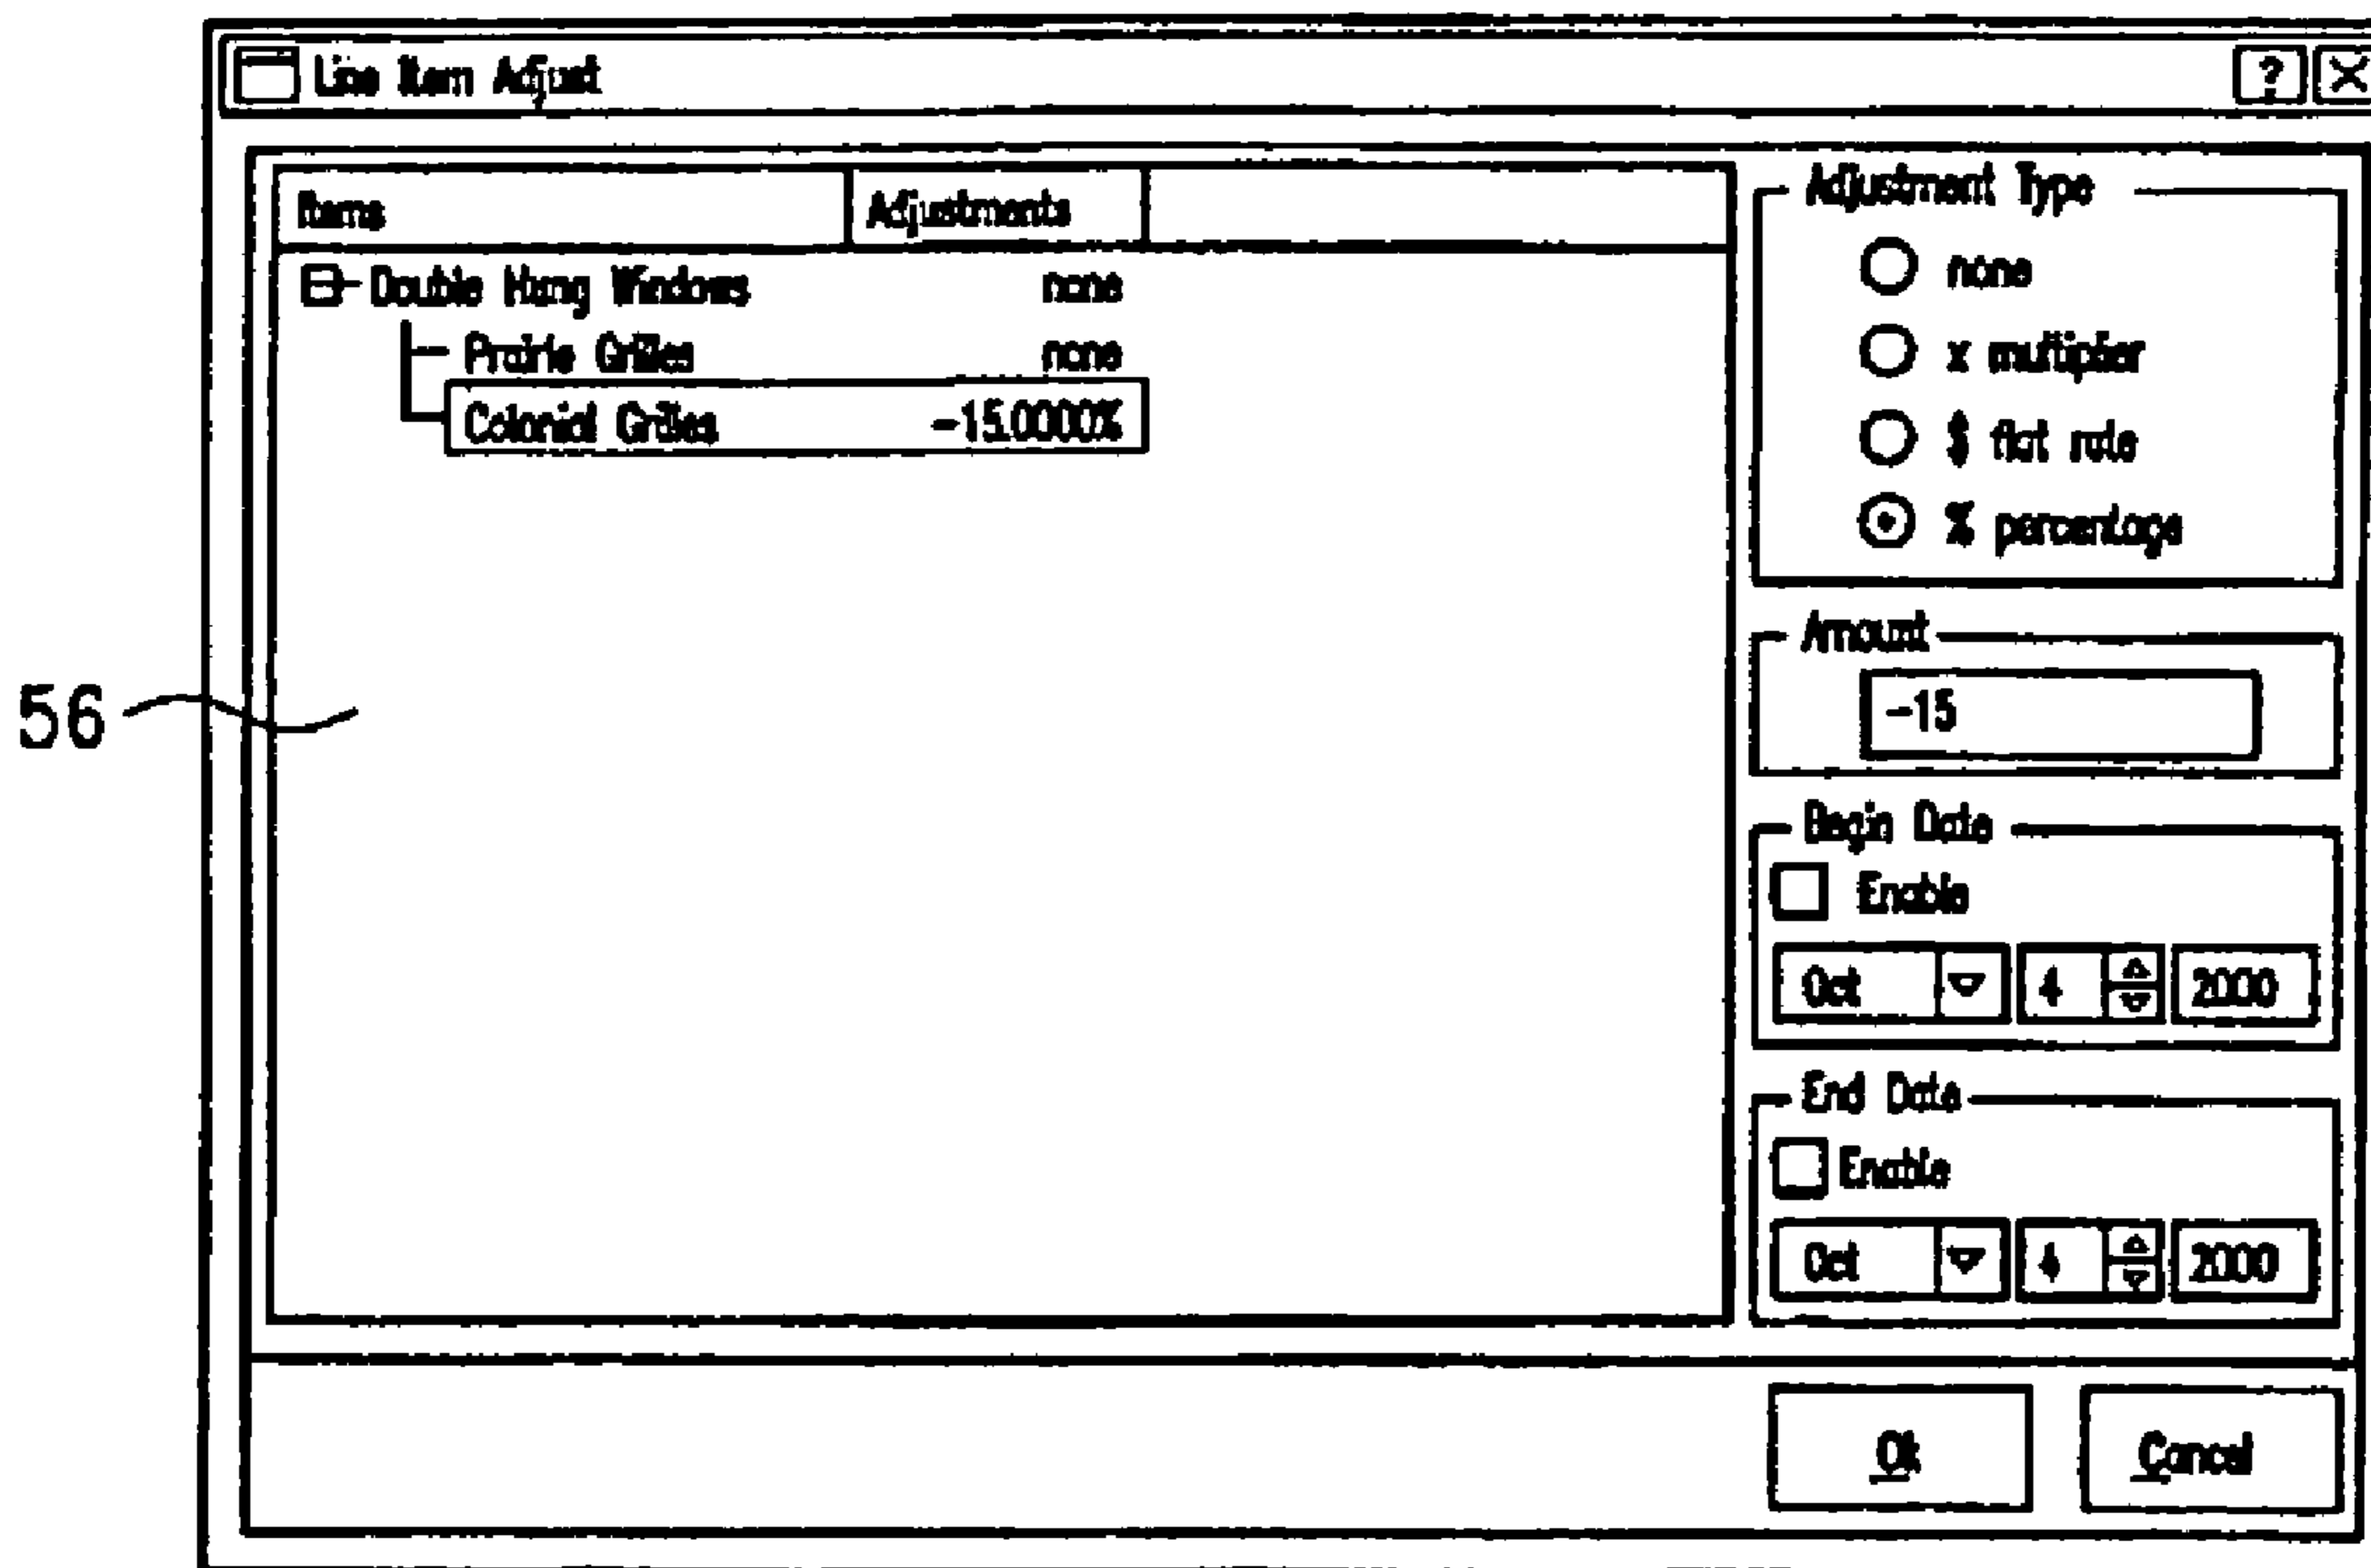 Line Item Adjust
?
Items Adjustments
Double Hung Windows none
Prairie Grilles none
Colonial Grilles -15.0000%
56
Adjustment Type
none
x multiplier
$ flat rate
% percentage
Amount
-15
Begin Date
Enable
Oct 4 2000
End Date
Enable
Oct 4 2000
Ok Cancel